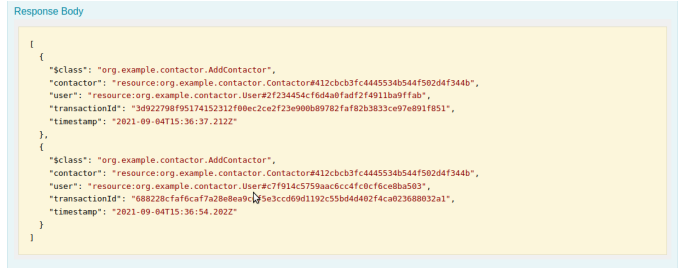 Response Body
[
{
"$class": "org.example.contactor.AddContactor",
"contactor": "resource:org.example.contactor.Contactor#412cbcb3fc4445534b544f502d4f344b",
"user": "resource:org.example.contactor.User#2f234454cf6d4a0fadf2f4911ba9ffab",
"transactionId": "3d922798f95174152312f00ec2ce2f23e900b89782faf82b3833ce97e891f851",
"timestamp": "2021-09-04T15:36:37.212Z"
},
{
"$class": "org.example.contactor.AddContactor",
"contactor": "resource:org.example.contactor.Contactor#412cbcb3fc4445534b544f502d4f344b",
"user": "resource:org.example.contactor.User#c7f914c5759aac6cc4fc0cf6ce8ba503",
"transactionId":
"timestamp": "2021-09-04T15:36:54.202Z"
}
]